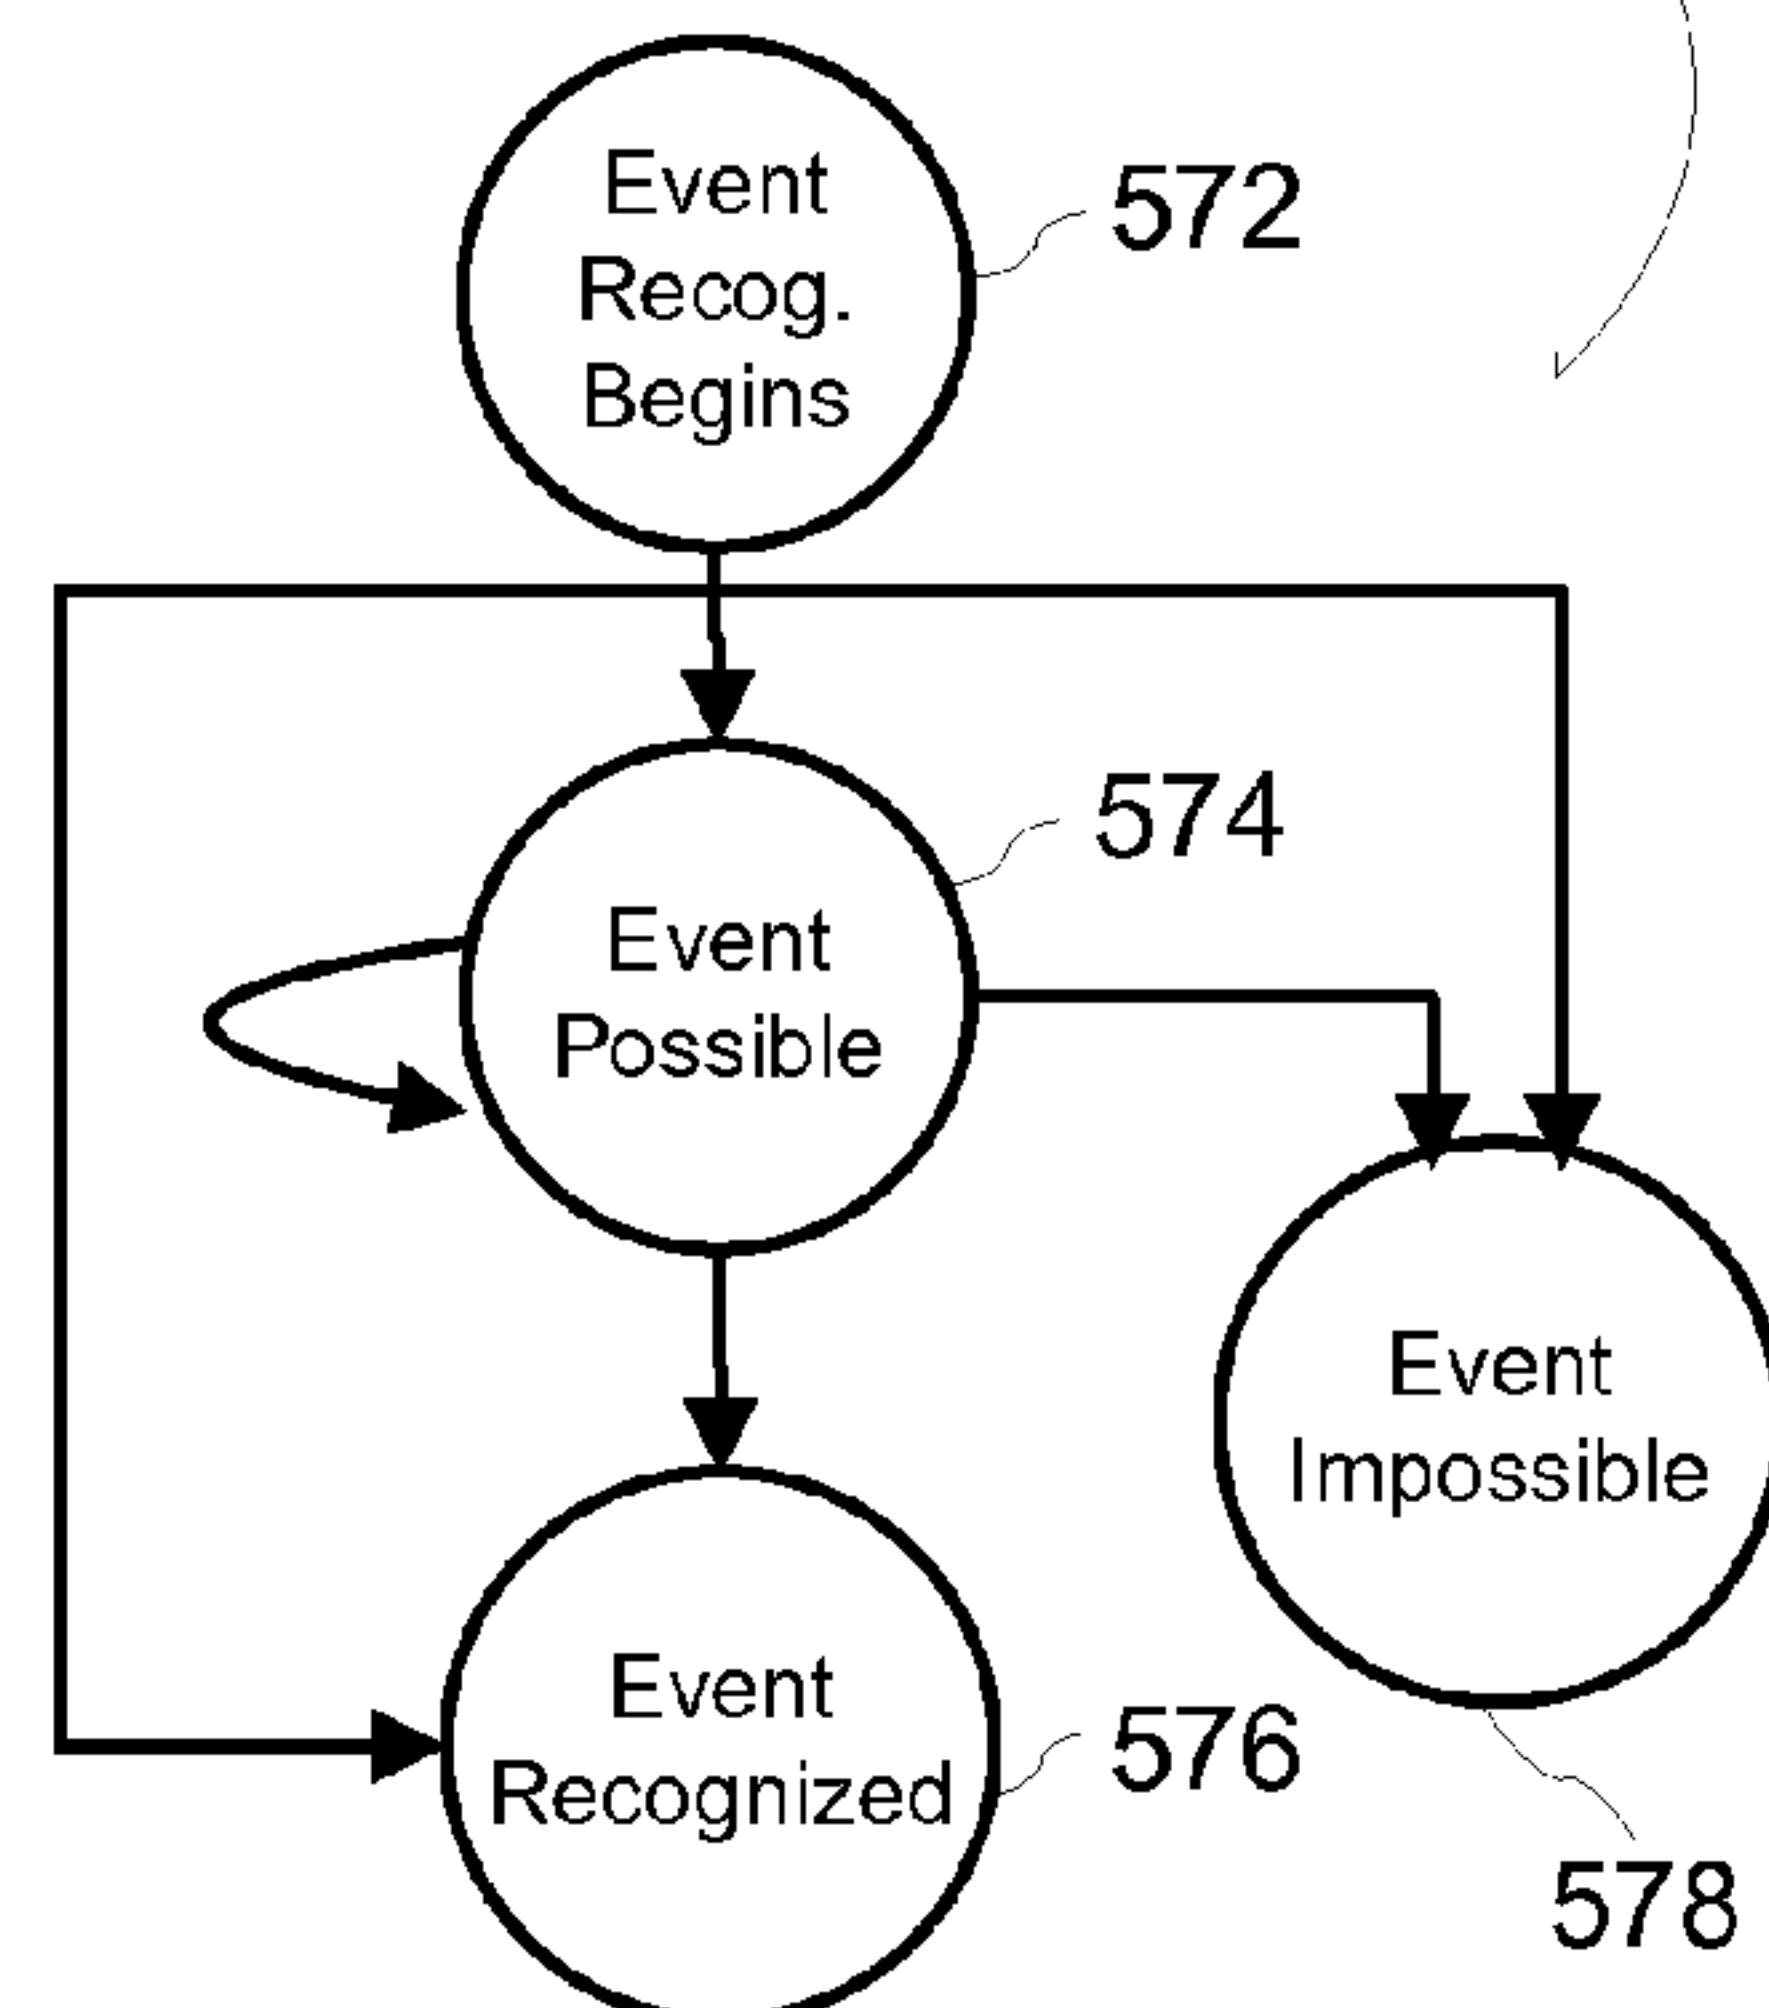 Event
Recog.
Begins
572
574
Event
Possible
Event
Impossible
Event
Recognized
576
578